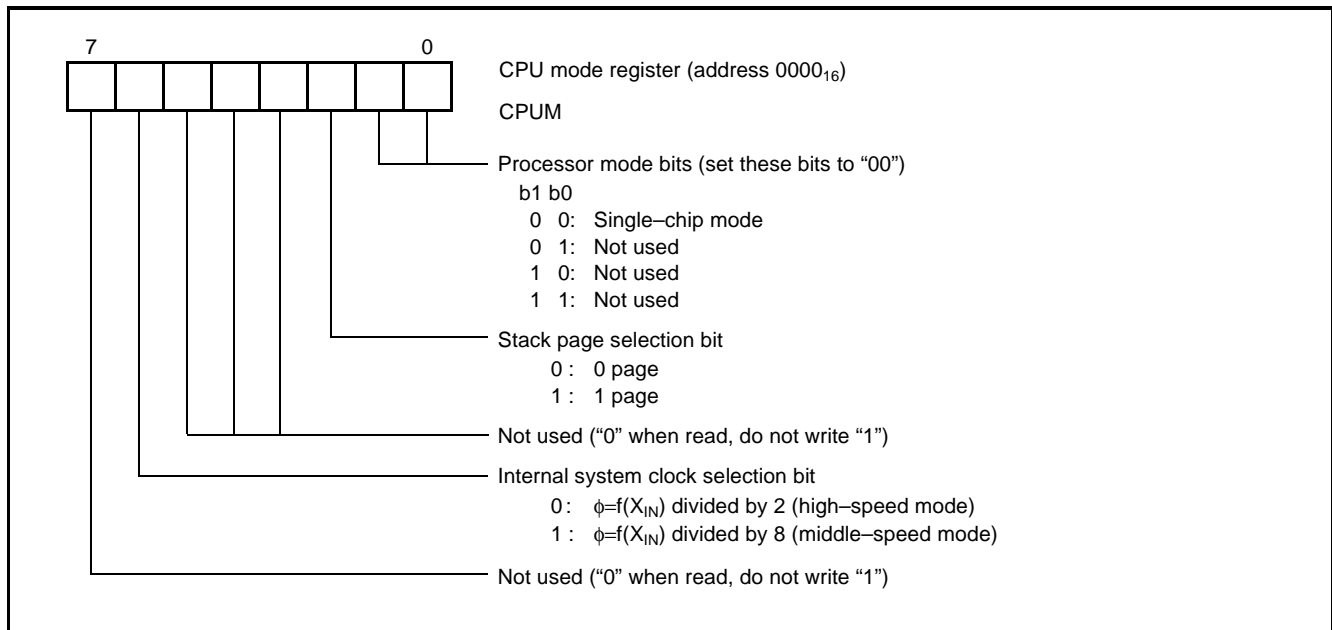 7 0
CPU mode register (address 0000₁₆)
CPUM
Processor mode bits (set these bits to “00”)
b1 b0
0 0: Single–chip mode
0 1: Not used
1 0: Not used
1 1: Not used
Stack page selection bit
0 : 0 page
1 : 1 page
Not used (“0” when read, do not write “1”)
Internal system clock selection bit
0 : ϕ=f(X_IN) divided by 2 (high–speed mode)
1 : ϕ=f(X_IN) divided by 8 (middle–speed mode)
Not used (“0” when read, do not write “1”)